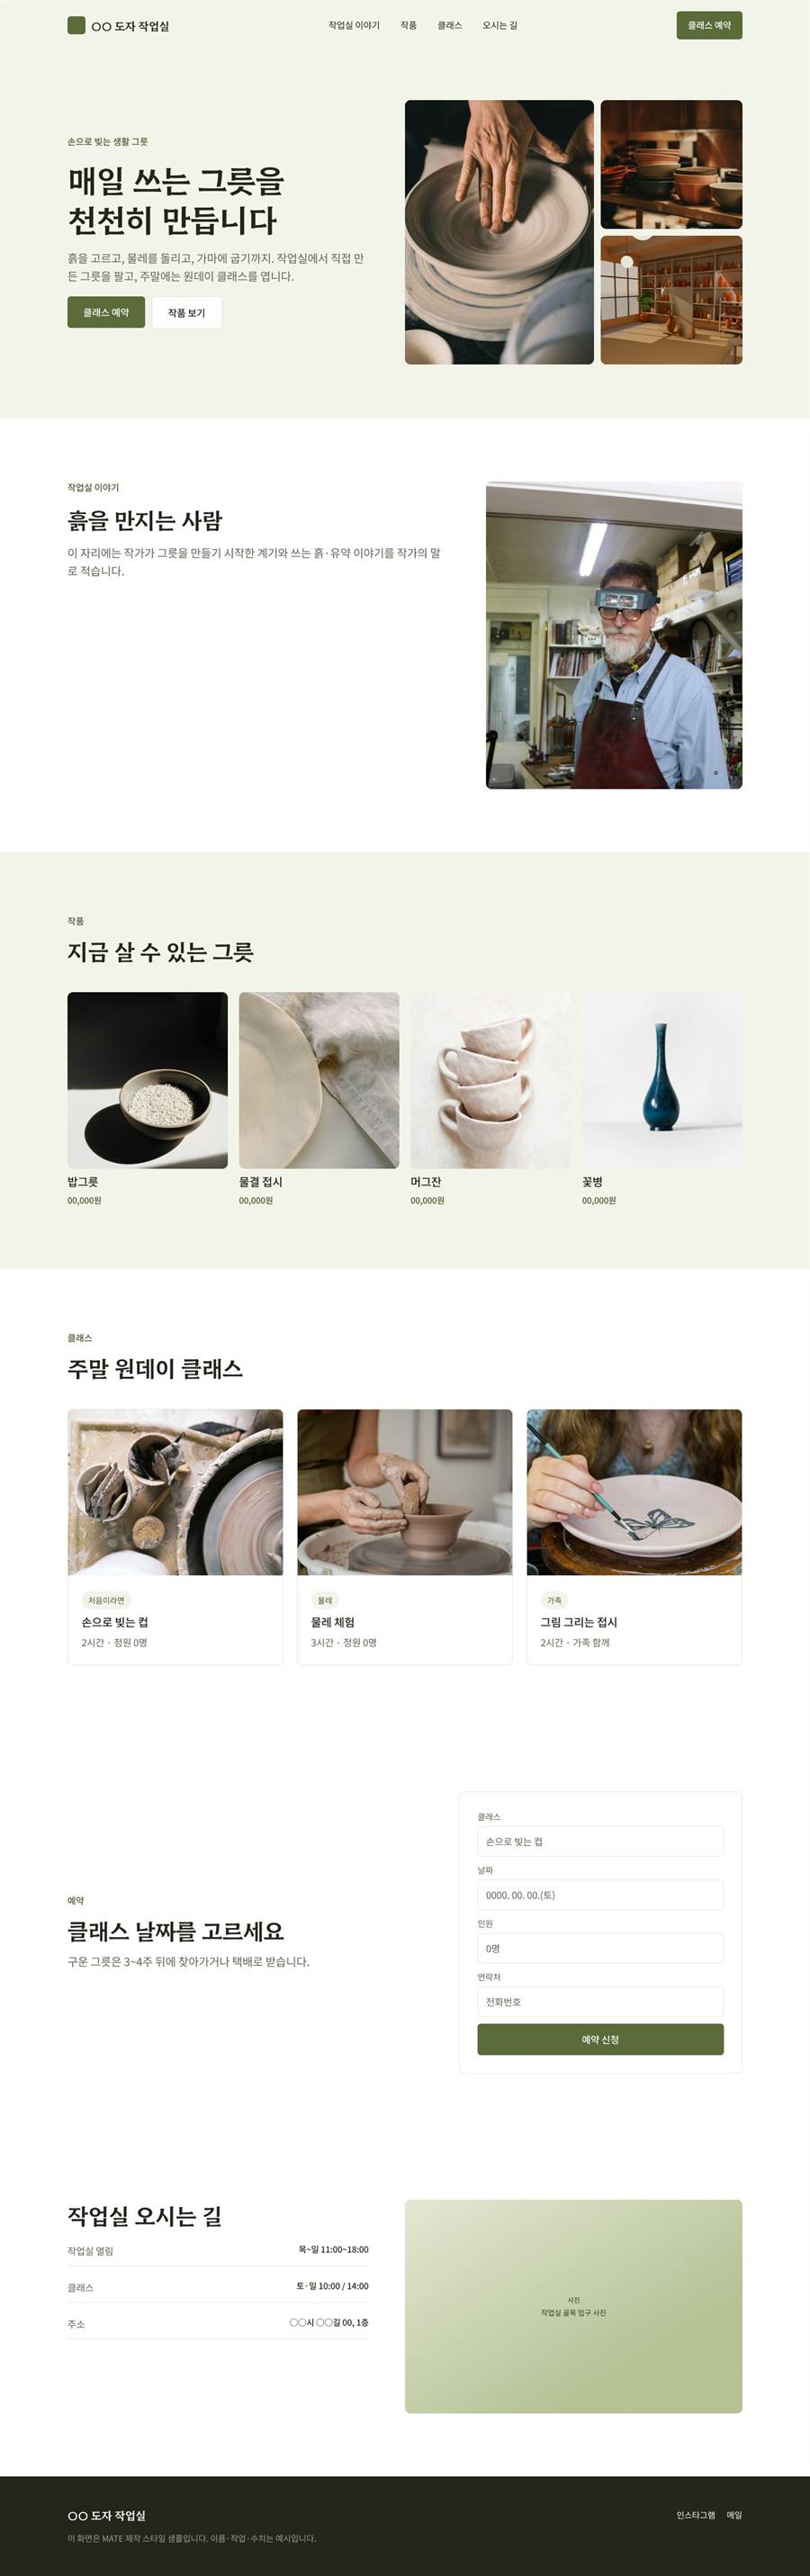 ○○ 도자 작업실
작업실 이야기
작품
클래스
오시는 길
클래스 예약
손으로 빚는 생활 그릇
매일 쓰는 그릇을
천천히 만듭니다
흙을 고르고, 물레를 돌리고, 가마에 굽기까지. 작업실에서 직접 만
든 그릇을 팔고, 주말에는 원데이 클래스를 엽니다.
클래스 예약
작품 보기
작업실 이야기
흙을 만지는 사람
이 자리에는 작가가 그릇을 만들기 시작한 계기와 쓰는 흙·유약 이야기를 작가의 말
로 적습니다.
작품
지금 살 수 있는 그릇
밥그릇
00,000원
물결 접시
00,000원
머그잔
00,000원
꽃병
00,000원
클래스
주말 원데이 클래스
처음이라면
손으로 빚는 컵
2시간 · 정원 0명
물레
물레 체험
3시간 · 정원 0명
가족
그림 그리는 접시
2시간 · 가족 함께
예약
클래스 날짜를 고르세요
구운 그릇은 3~4주 뒤에 찾아가거나 택배로 받습니다.
클래스
손으로 빚는 컵
날짜
0000. 00. 00.(토)
인원
0명
연락처
전화번호
예약 신청
작업실 오시는 길
작업실 열림
목~일 11:00~18:00
클래스
토·일 10:00 / 14:00
주소
○○시 ○○길 00, 1층
사진
작업실 골목 입구 사진
○○ 도자 작업실
인스타그램
메일
이 화면은 MATE 제작 스타일 샘플입니다. 이름·작업·수치는 예시입니다.